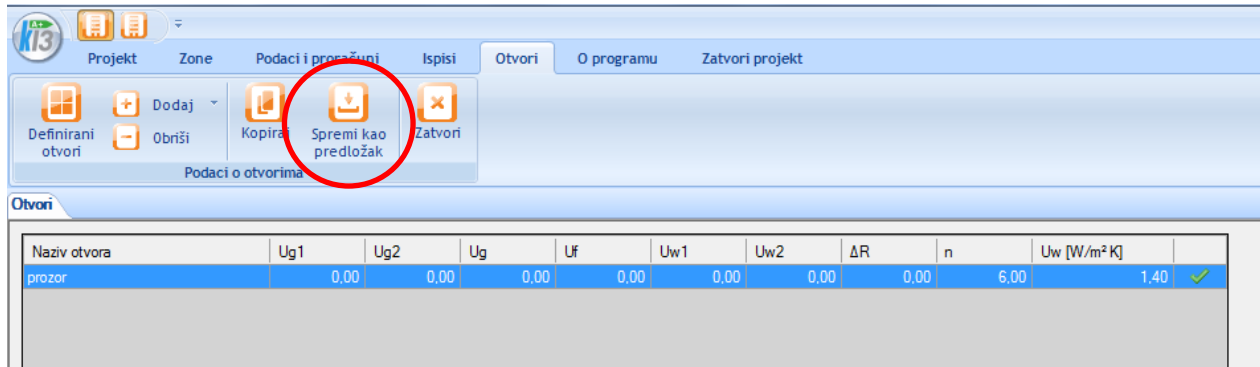 A+
KI3
Projekt Zone Podaci i proračuni Ispisi Otvori O programu Zatvori projekt
Definirani otvori
Dodaj
Obriši
Kopiraj
Spremi kao predložak
Zatvori
Podaci o otvorima
Otvori
Naziv otvora Ug1 Ug2 Ug Uf Uw1 Uw2 ΔR n Uw [W/m² K]
prozor 0,00 0,00 0,00 0,00 0,00 0,00 0,00 6,00 1,40